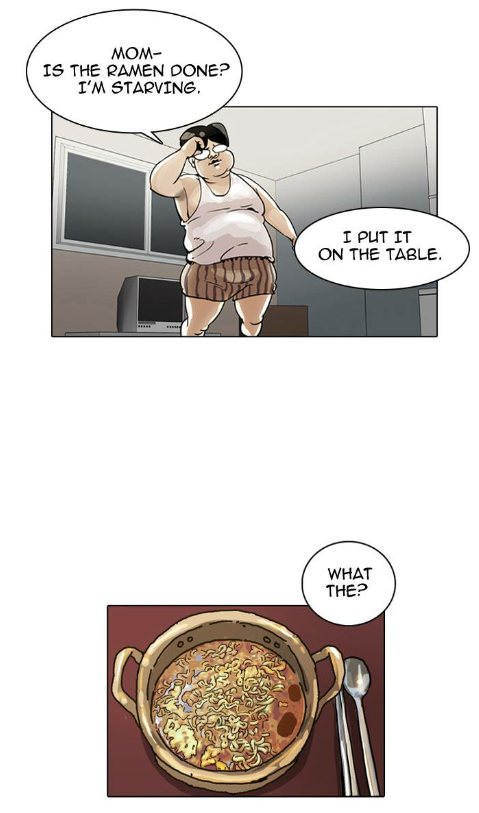 MOM-
IS THE RAMEN DONE?
I'M STARVING.
I PUT IT
ON THE TABLE.
WHAT
THE?